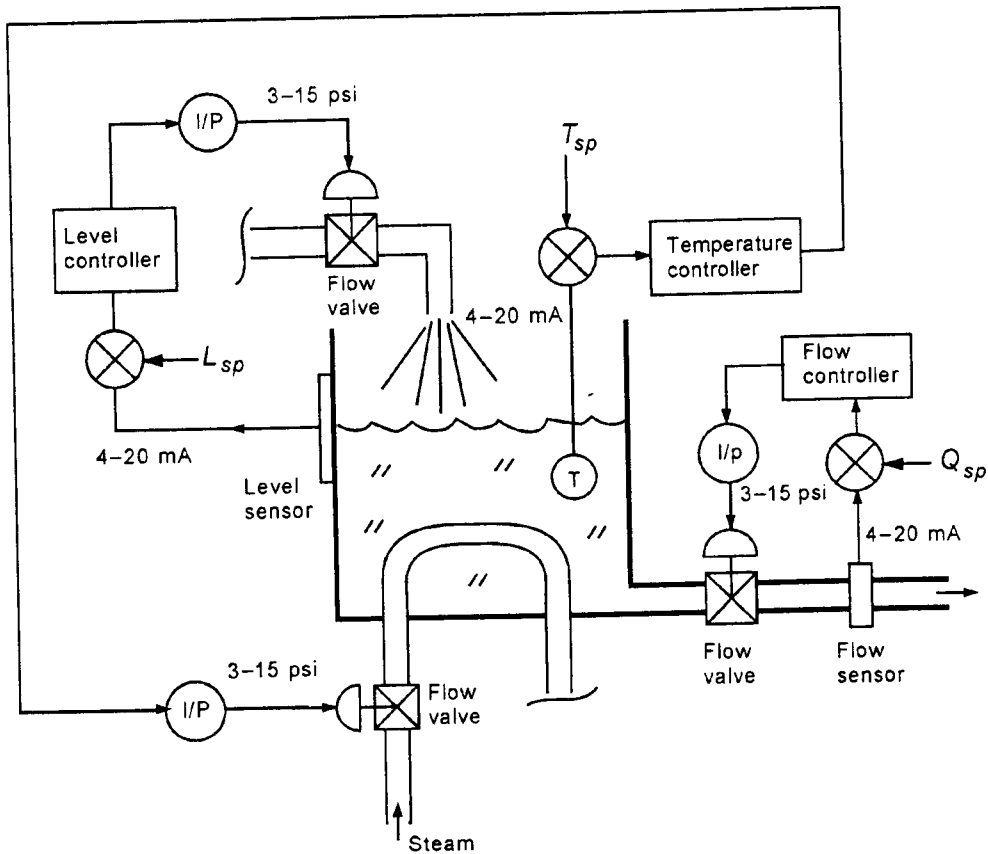 3–15 psi
I/P
T_sp
Level
controller
Temperature
controller
Flow
valve
4–20 mA
L_sp
Flow
controller
4–20 mA
I/p
Q_sp
T
3–15 psi
Level
sensor
4–20 mA
3–15 psi
Flow
valve
Flow
sensor
I/P
Flow
valve
Steam